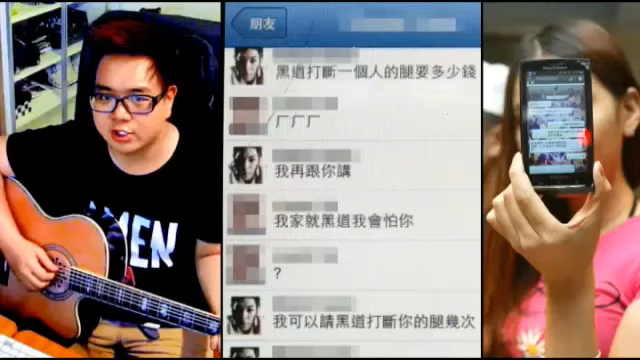 朋友
黑道打斷一個人的腿要多少錢
ㄏㄏㄏ
我再跟你講
我家就黑道我會怕你
?
我可以請黑道打斷你的腿幾次
MEN